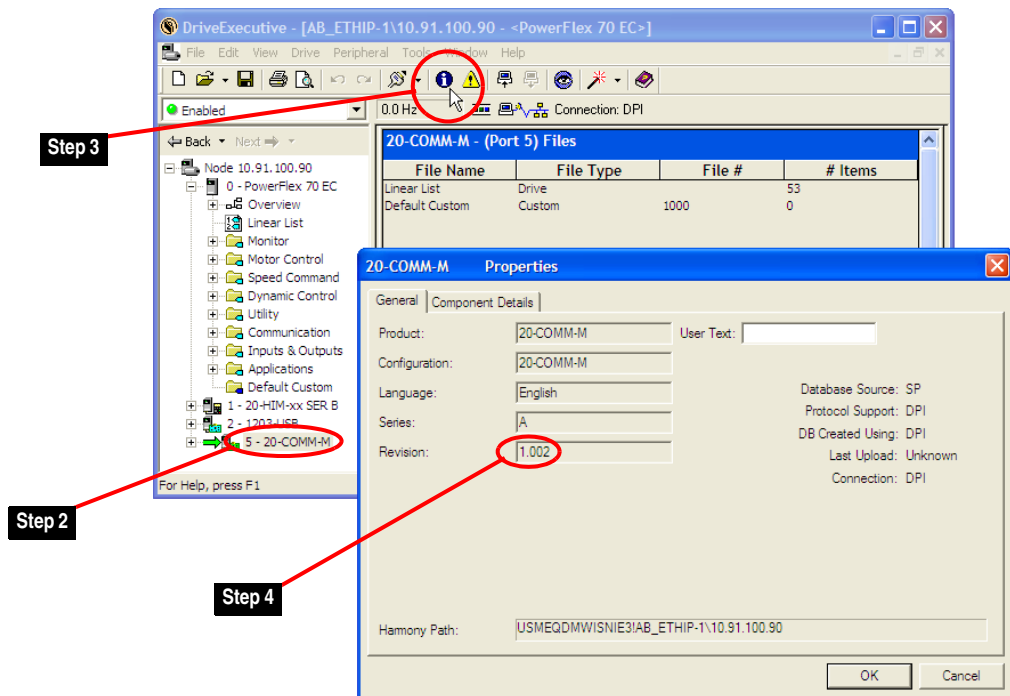 DriveExecutive - [AB_ETHIP-1\10.91.100.90 - <PowerFlex 70 EC>]
File Edit View Drive Peripheral Tools Window Help
Enabled
0.0 Hz
Connection: DPI
Step 3
Back Next
20-COMM-M - (Port 5) Files
File Name File Type File # # Items
Linear List Drive 53
Default Custom Custom 1000 0
Node 10.91.100.90
0 - PowerFlex 70 EC
Overview
Linear List
Monitor
Motor Control
Speed Command
Dynamic Control
Utility
Communication
Inputs & Outputs
Applications
Default Custom
1 - 20-HIM-xx SER B
2 - 1203-USB
5 - 20-COMM-M
For Help, press F1
Step 2
20-COMM-M Properties
General Component Details
Product: 20-COMM-M User Text:
Configuration: 20-COMM-M
Language: English
Series: A
Revision: 1.002
Database Source: SP
Protocol Support: DPI
DB Created Using: DPI
Last Upload: Unknown
Connection: DPI
Step 4
Harmony Path: USMEQDMWISNIE3!AB_ETHIP-1\10.91.100.90
OK Cancel